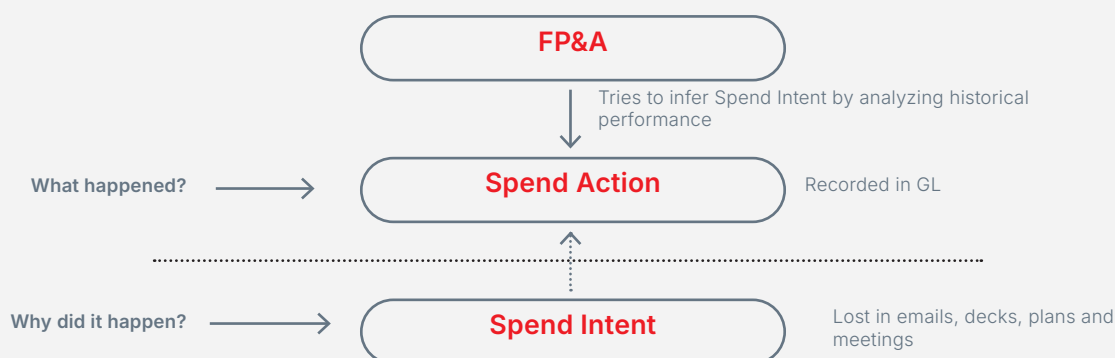 FP&A
Tries to infer Spend Intent by analyzing historical
performance
What happened?
Spend Action
Recorded in GL
Why did it happen?
Spend Intent
Lost in emails, decks, plans and
meetings